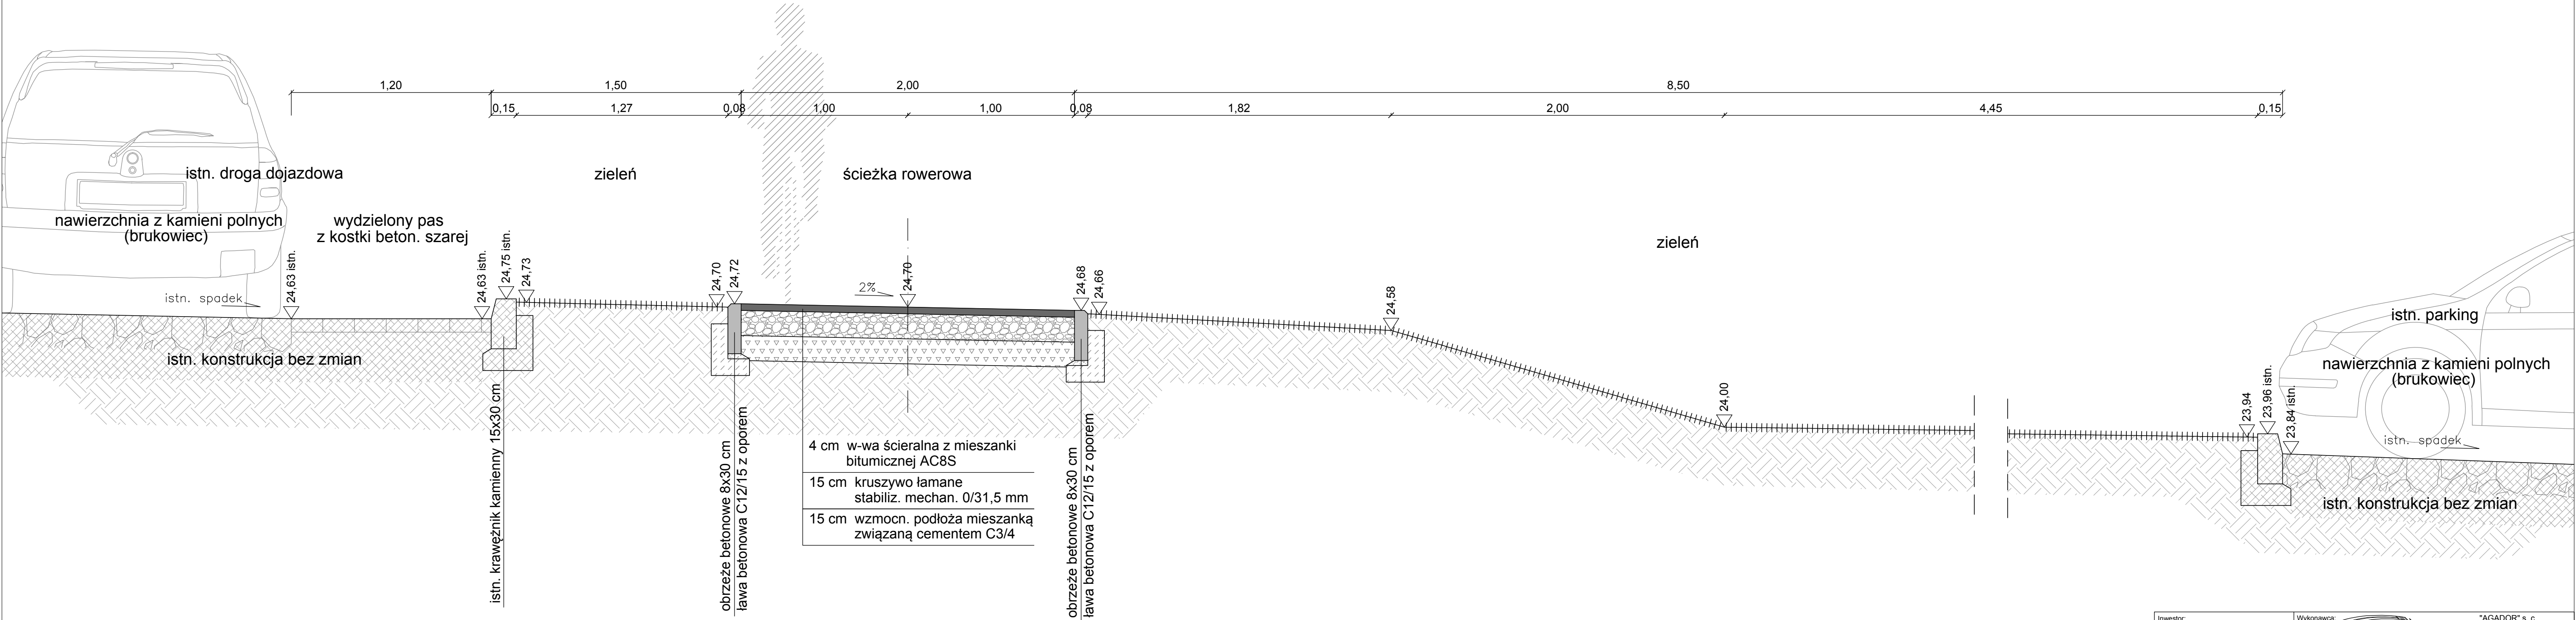 1,20
1,50
2,00
8,50
0,15
1,27
0,08
1,00
1,00
0,08
1,82
2,00
4,45
0,15
istn. droga dojazdowa
zieleń
ścieżka rowerowa
nawierzchnia z kamieni polnych
(brukowiec)
wydzielony pas
z kostki beton. szarej
zieleń
istn. spadek
24,63 istn.
24,63 istn.
24,75 istn.
24,73
24,70
24,72
2%
24,70
24,68
24,66
24,58
24,00
23,94
23,96 istn.
23,84 istn.
istn. parking
nawierzchnia z kamieni polnych
(brukowiec)
istn. spadek
istn. konstrukcja bez zmian
istn. konstrukcja bez zmian
istn. krawężnik kamienny 15x30 cm
obrzeże betonowe 8x30 cm
ława betonowa C12/15 z oporem
4 cm w-wa ścieralna z mieszanki
bitumicznej AC8S
15 cm kruszywo łamane
stabiliz. mechan. 0/31,5 mm
15 cm wzmocn. podłoża mieszanką
związaną cementem C3/4
obrzeże betonowe 8x30 cm
ława betonowa C12/15 z oporem
Inwestor:
Wykonawca:
"AGADOR" s. c.